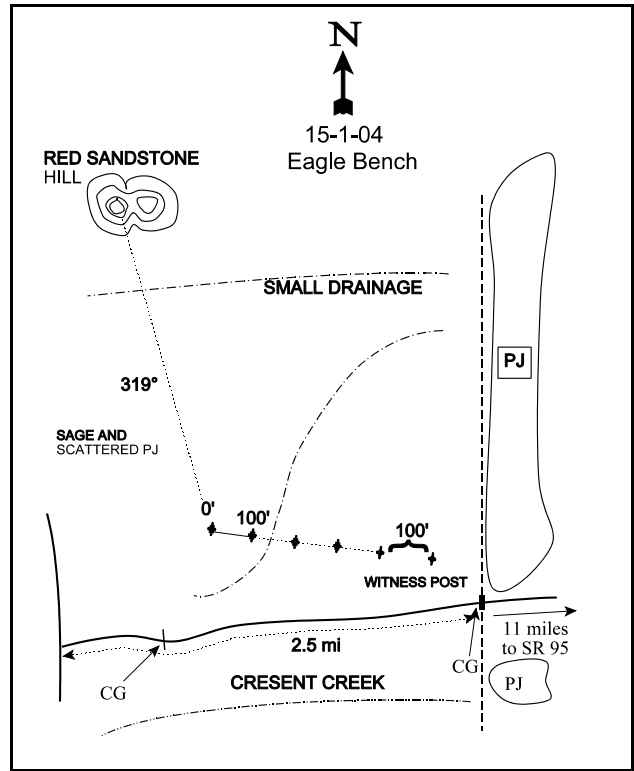 N
15-1-04
Eagle Bench
RED SANDSTONE
HILL
SMALL DRAINAGE
PJ
319°
SAGE AND
SCATTERED PJ
0'
100'
100'
WITNESS POST
11 miles
to SR 95
2.5 mi
CG
CG
CRESENT CREEK
PJ